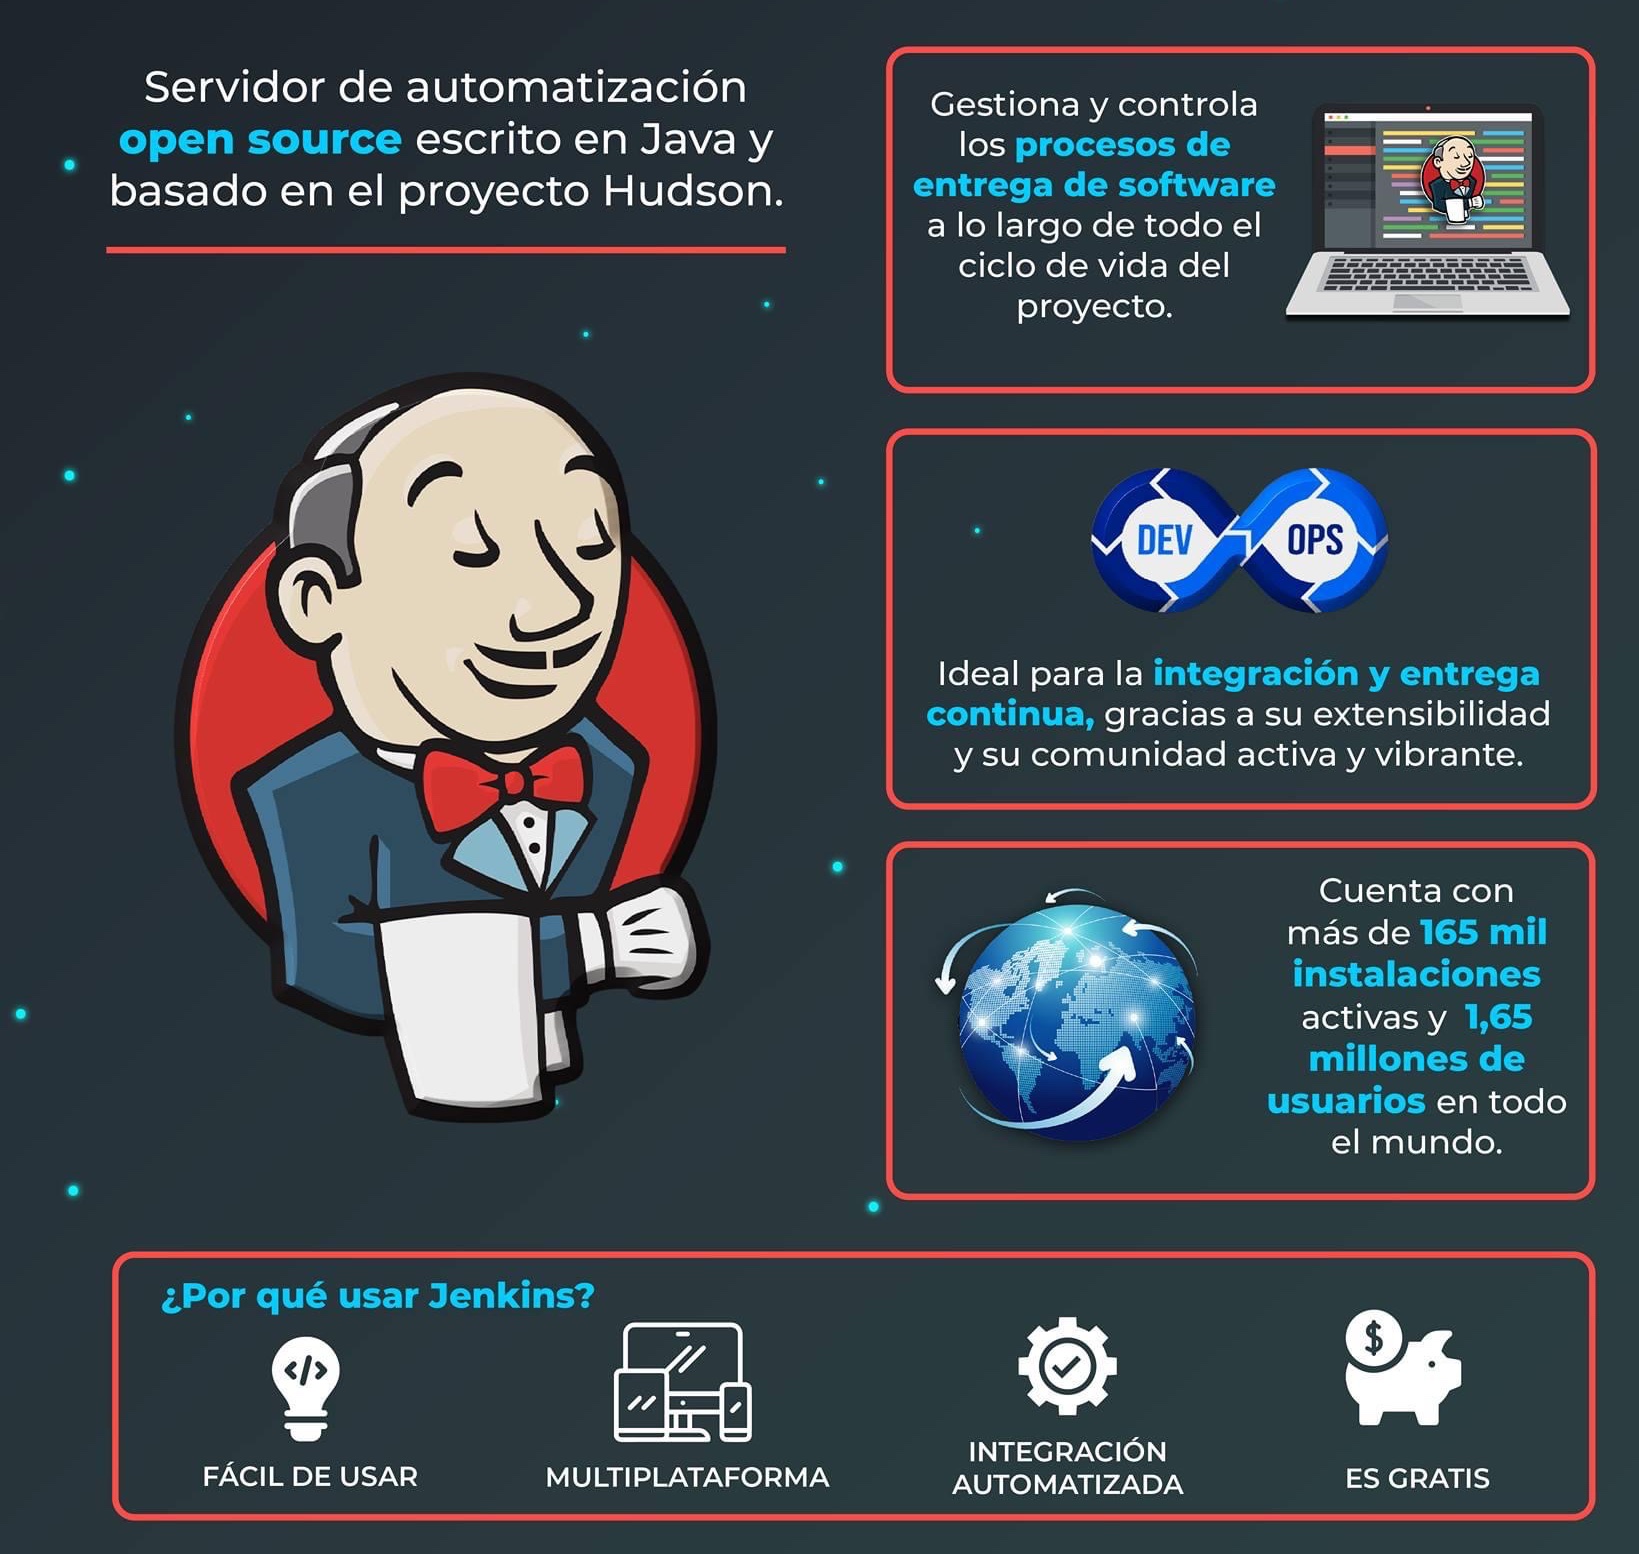 Servidor de automatización
open source escrito en Java y
basado en el proyecto Hudson.
Gestiona y controla
los procesos de
entrega de software
a lo largo de todo el
ciclo de vida del
proyecto.
DEV OPS
Ideal para la integración y entrega
continua, gracias a su extensibilidad
y su comunidad activa y vibrante.
Cuenta con
más de 165 mil
instalaciones
activas y 1,65
millones de
usuarios en todo
el mundo.
¿Por qué usar Jenkins?
</>
$
FÁCIL DE USAR
MULTIPLATAFORMA
INTEGRACIÓN
AUTOMATIZADA
ES GRATIS